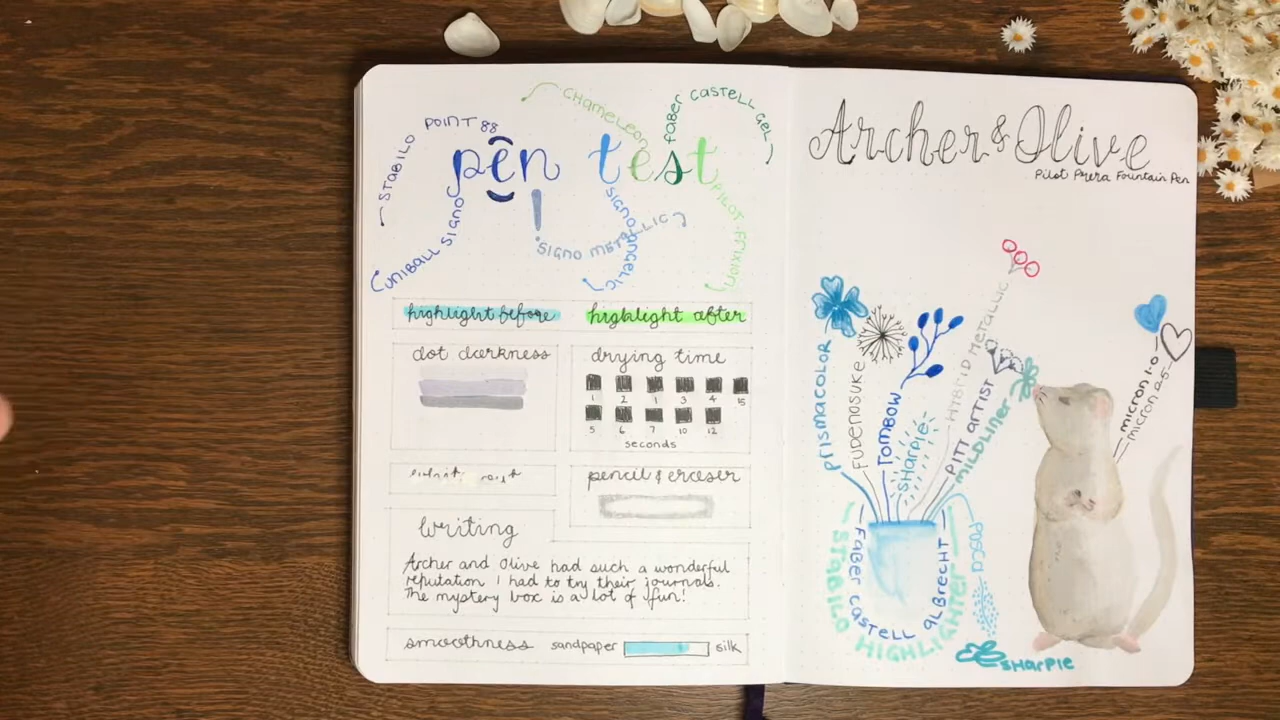 STABILO POINT 88
CHAMELEON
FABER CASTELL GEL
pen test
UNIBALL SIGNO
SIGNO METALLIC
SIGNO ANGELIC
PILOT FRIXION
highlight before
highlight after
dot darkness
drying time
1 2 1 3 4 15
5 6 7 10 12
seconds
pencil & eraser
Writing
Archer and Olive had such a wonderful
reputation I had to try their journals.
The mystery box is a lot of fun!
smoothness sandpaper silk
Archer & Olive
Pilot Prera Fountain Pen
PRISMACOLOR
FUDENOSUKE
TOMBOW
SHARPIE
HYBRID METALLIC
PITT ARTIST
MILDLINER
micron 1.0
micron 2.5
STABILO HIGHLIGHTER
FABER CASTELL ALBRECHT
POSCA
SHARPIE